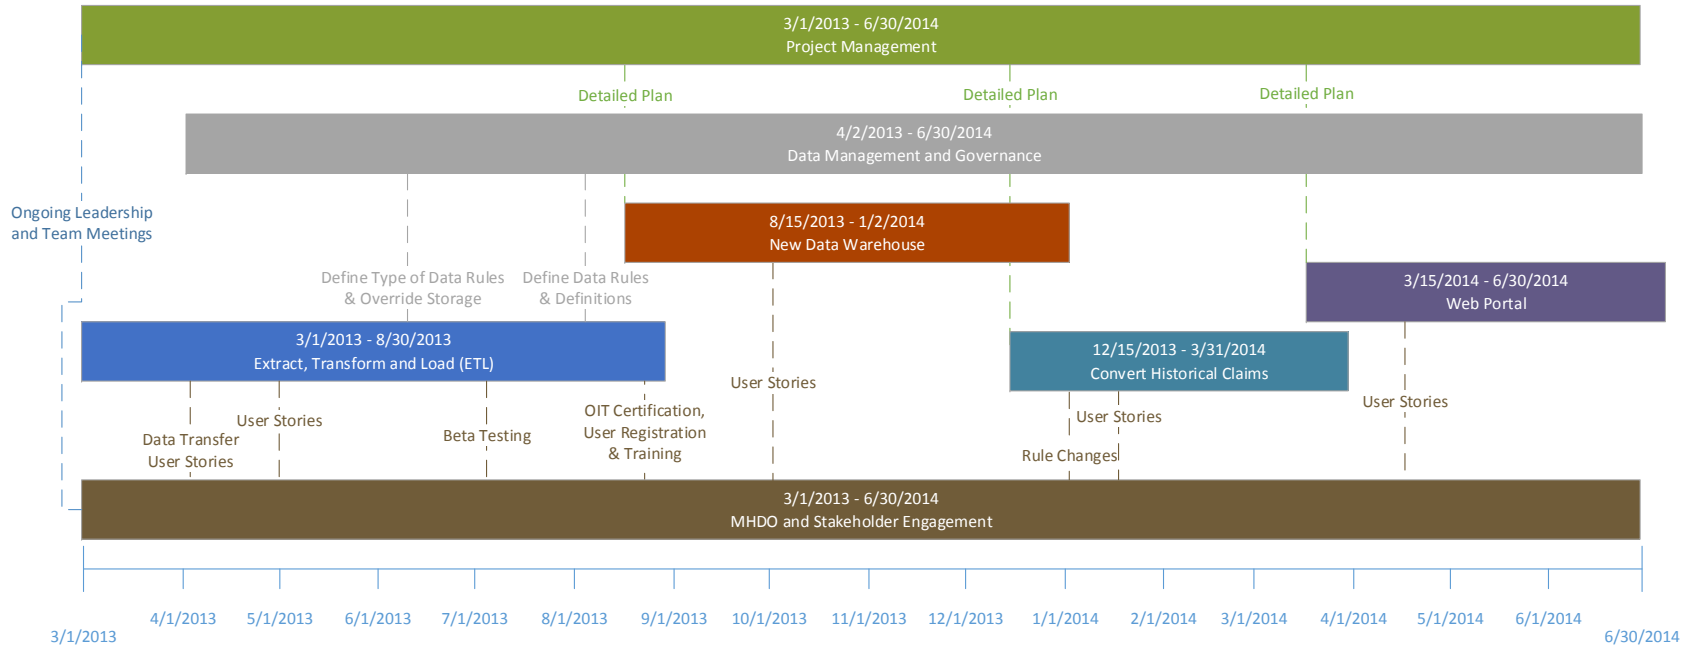 3/1/2013 - 6/30/2014
Project Management
Detailed Plan
Detailed Plan
Detailed Plan
4/2/2013 - 6/30/2014
Data Management and Governance
Ongoing Leadership
and Team Meetings
8/15/2013 - 1/2/2014
New Data Warehouse
Define Type of Data Rules
& Override Storage
Define Data Rules
& Definitions
3/15/2014 - 6/30/2014
Web Portal
3/1/2013 - 8/30/2013
Extract, Transform and Load (ETL)
12/15/2013 - 3/31/2014
Convert Historical Claims
User Stories
Data Transfer
User Stories
User Stories
Beta Testing
OIT Certification,
User Registration
& Training
User Stories
Rule Changes
User Stories
3/1/2013 - 6/30/2014
MHDO and Stakeholder Engagement
3/1/2013
4/1/2013
5/1/2013
6/1/2013
7/1/2013
8/1/2013
9/1/2013
10/1/2013
11/1/2013
12/1/2013
1/1/2014
2/1/2014
3/1/2014
4/1/2014
5/1/2014
6/1/2014
6/30/2014